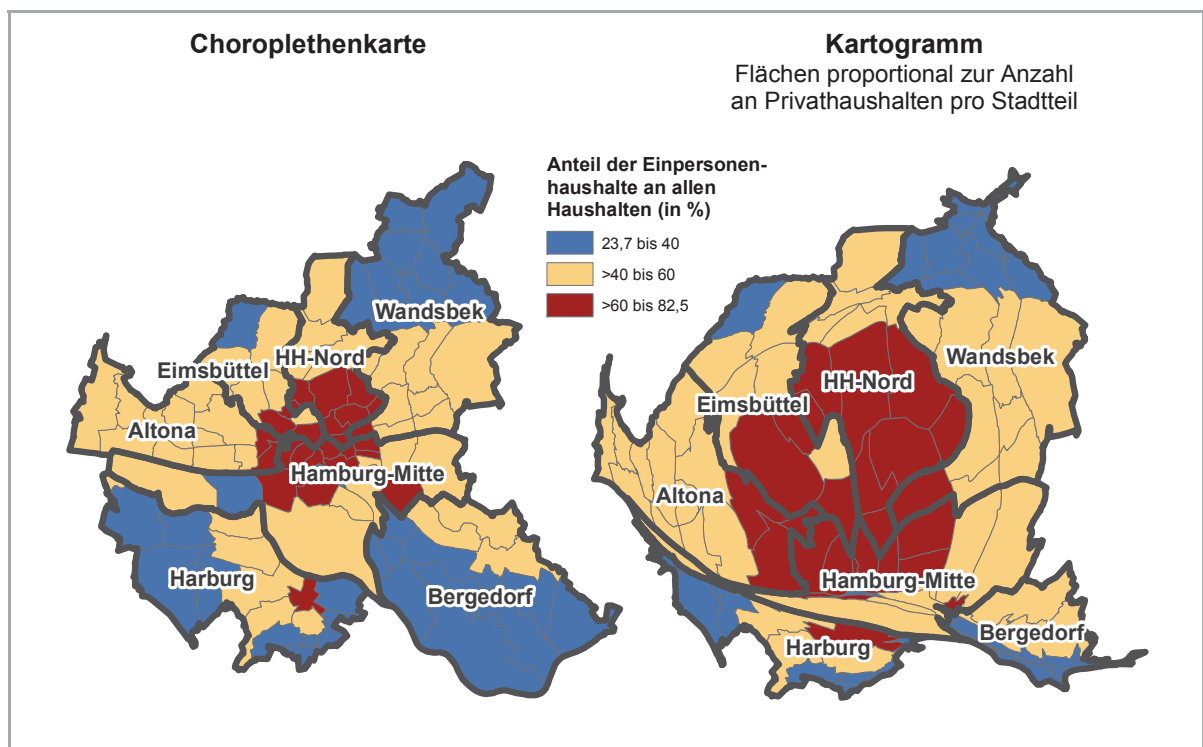 Choroplethenkarte
Kartogramm
Flächen proportional zur Anzahl
an Privathaushalten pro Stadtteil
Anteil der Einpersonen-
haushalte an allen
Haushalten (in %)
23,7 bis 40
>40 bis 60
>60 bis 82,5
Wandsbek
HH-Nord
Eimsbüttel
Altona
Hamburg-Mitte
Harburg
Bergedorf
Wandsbek
HH-Nord
Eimsbüttel
Altona
Hamburg-Mitte
Harburg
Bergedorf